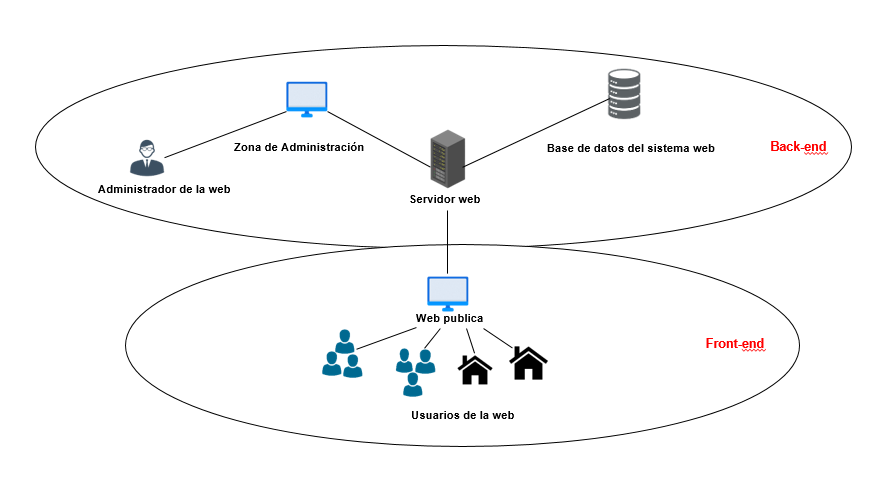 Zona de Administración
Base de datos del sistema web
Back-end
Administrador de la web
Servidor web
Web publica
Front-end
Usuarios de la web